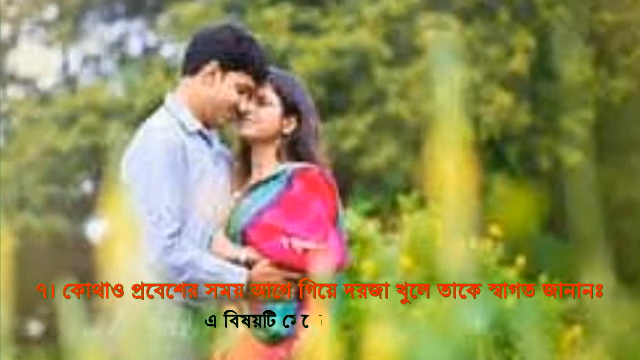 ৭। কোথাও প্রবেশের সময় আগে গিয়ে দরজা খুলে তাকে স্বাগত জানানঃ
এ বিষয়টি